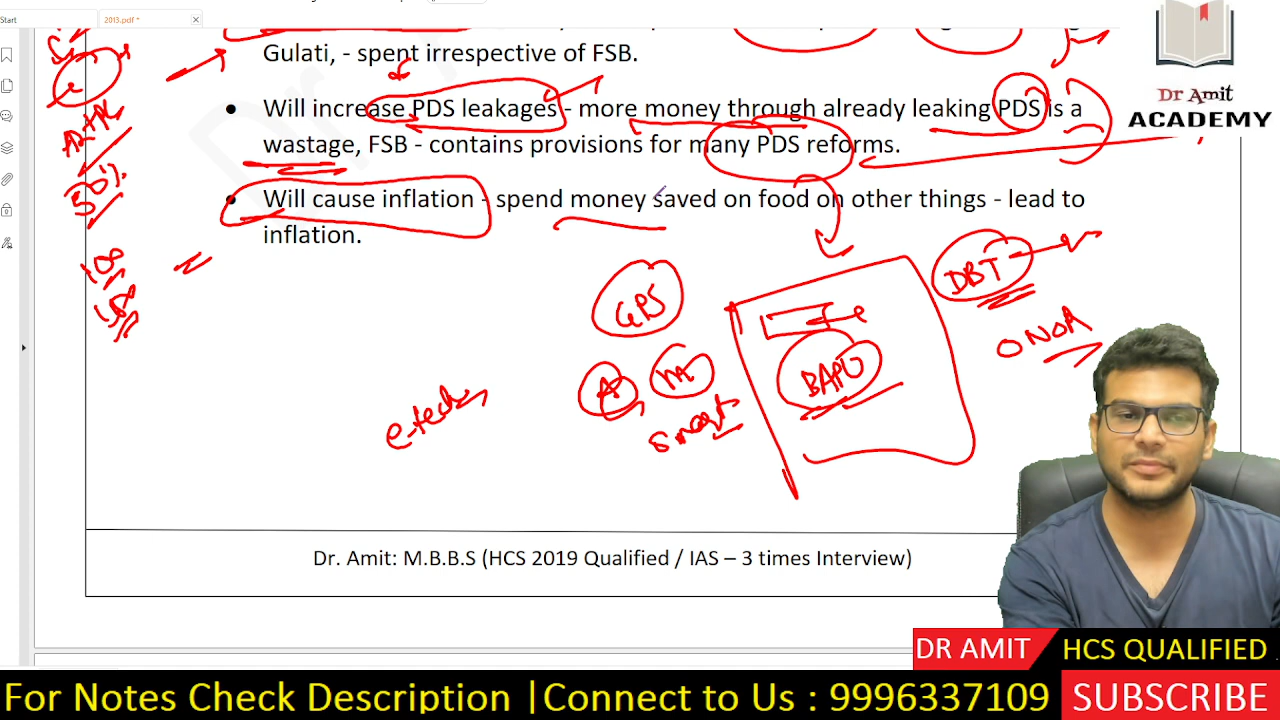 Start
2013.pdf *
Gulati, - spent irrespective of FSB.
• Will increase PDS leakages - more money through already leaking PDS is a
wastage, FSB - contains provisions for many PDS reforms.
• Will cause inflation - spend money saved on food on other things - lead to
inflation.
Dr Amit
ACADEMY
50%
DBT
GPS
ONOR
BAPU
A
m
smart
e-tech
Dr. Amit: M.B.B.S (HCS 2019 Qualified / IAS – 3 times Interview)
DR AMIT
HCS QUALIFIED
For Notes Check Description | Connect to Us : 9996337109
SUBSCRIBE